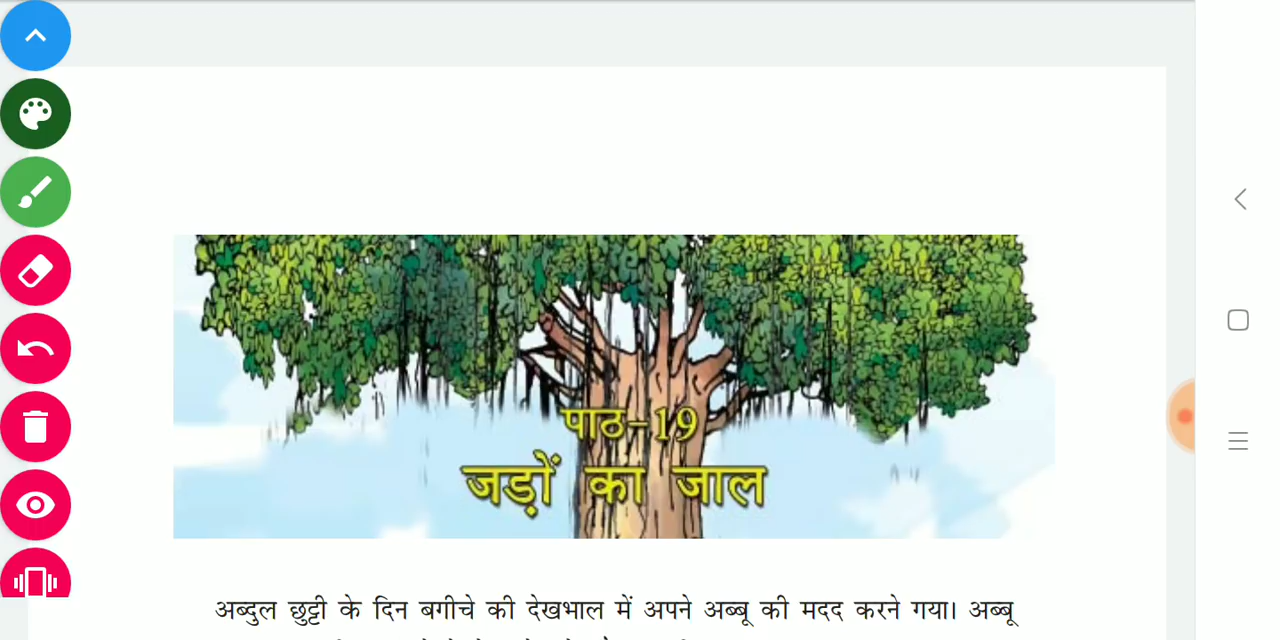 पाठ-19
जड़ों का जाल
अब्दुल छुट्टी के दिन बगीचे की देखभाल में अपने अब्बू की मदद करने गया। अब्बू